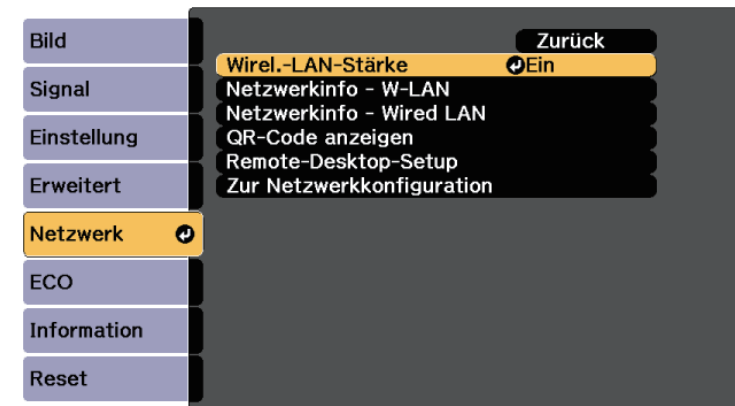 Bild
Signal
Einstellung
Erweitert
Netzwerk
ECO
Information
Reset
Zurück
Wirel.-LAN-Stärke Ein
Netzwerkinfo - W-LAN
Netzwerkinfo - Wired LAN
QR-Code anzeigen
Remote-Desktop-Setup
Zur Netzwerkkonfiguration